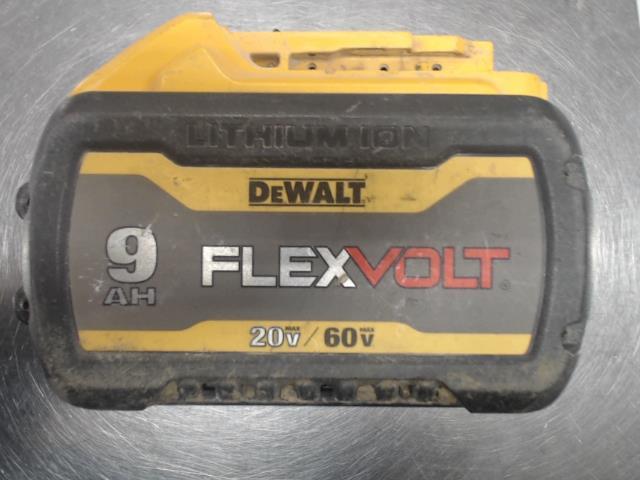 LITHIUM ION
DEWALT
9
AH
FLEXVOLT
20V MAX / 60V MAX